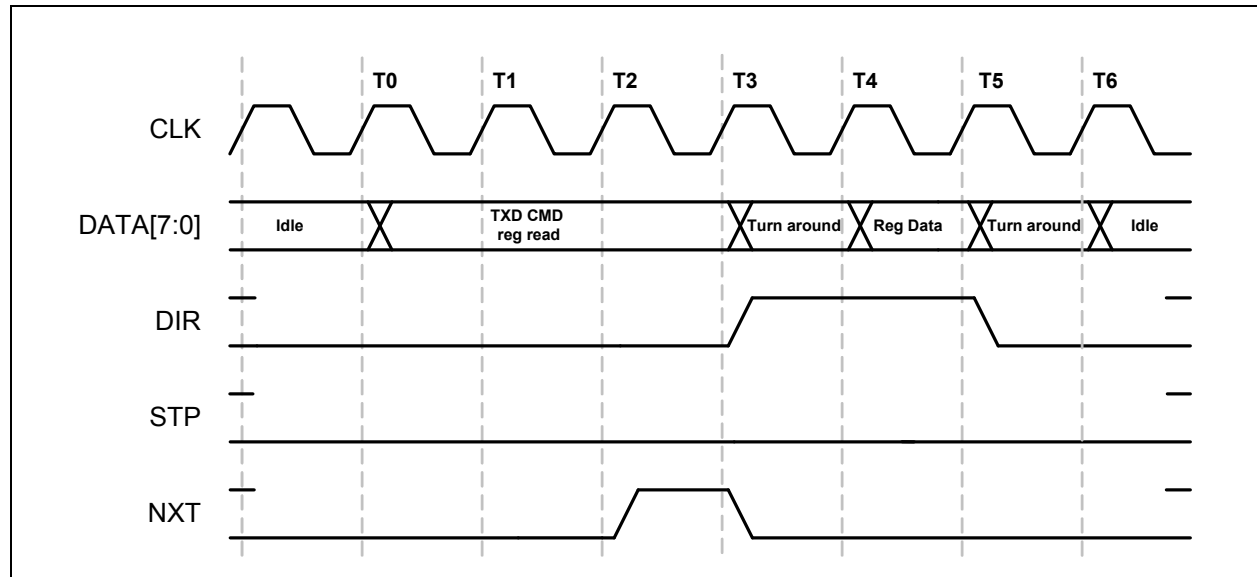 T0 T1 T2 T3 T4 T5 T6
CLK
DATA[7:0]
Idle
TXD CMD
reg read
Turn around
Reg Data
Turn around
Idle
DIR
STP
NXT